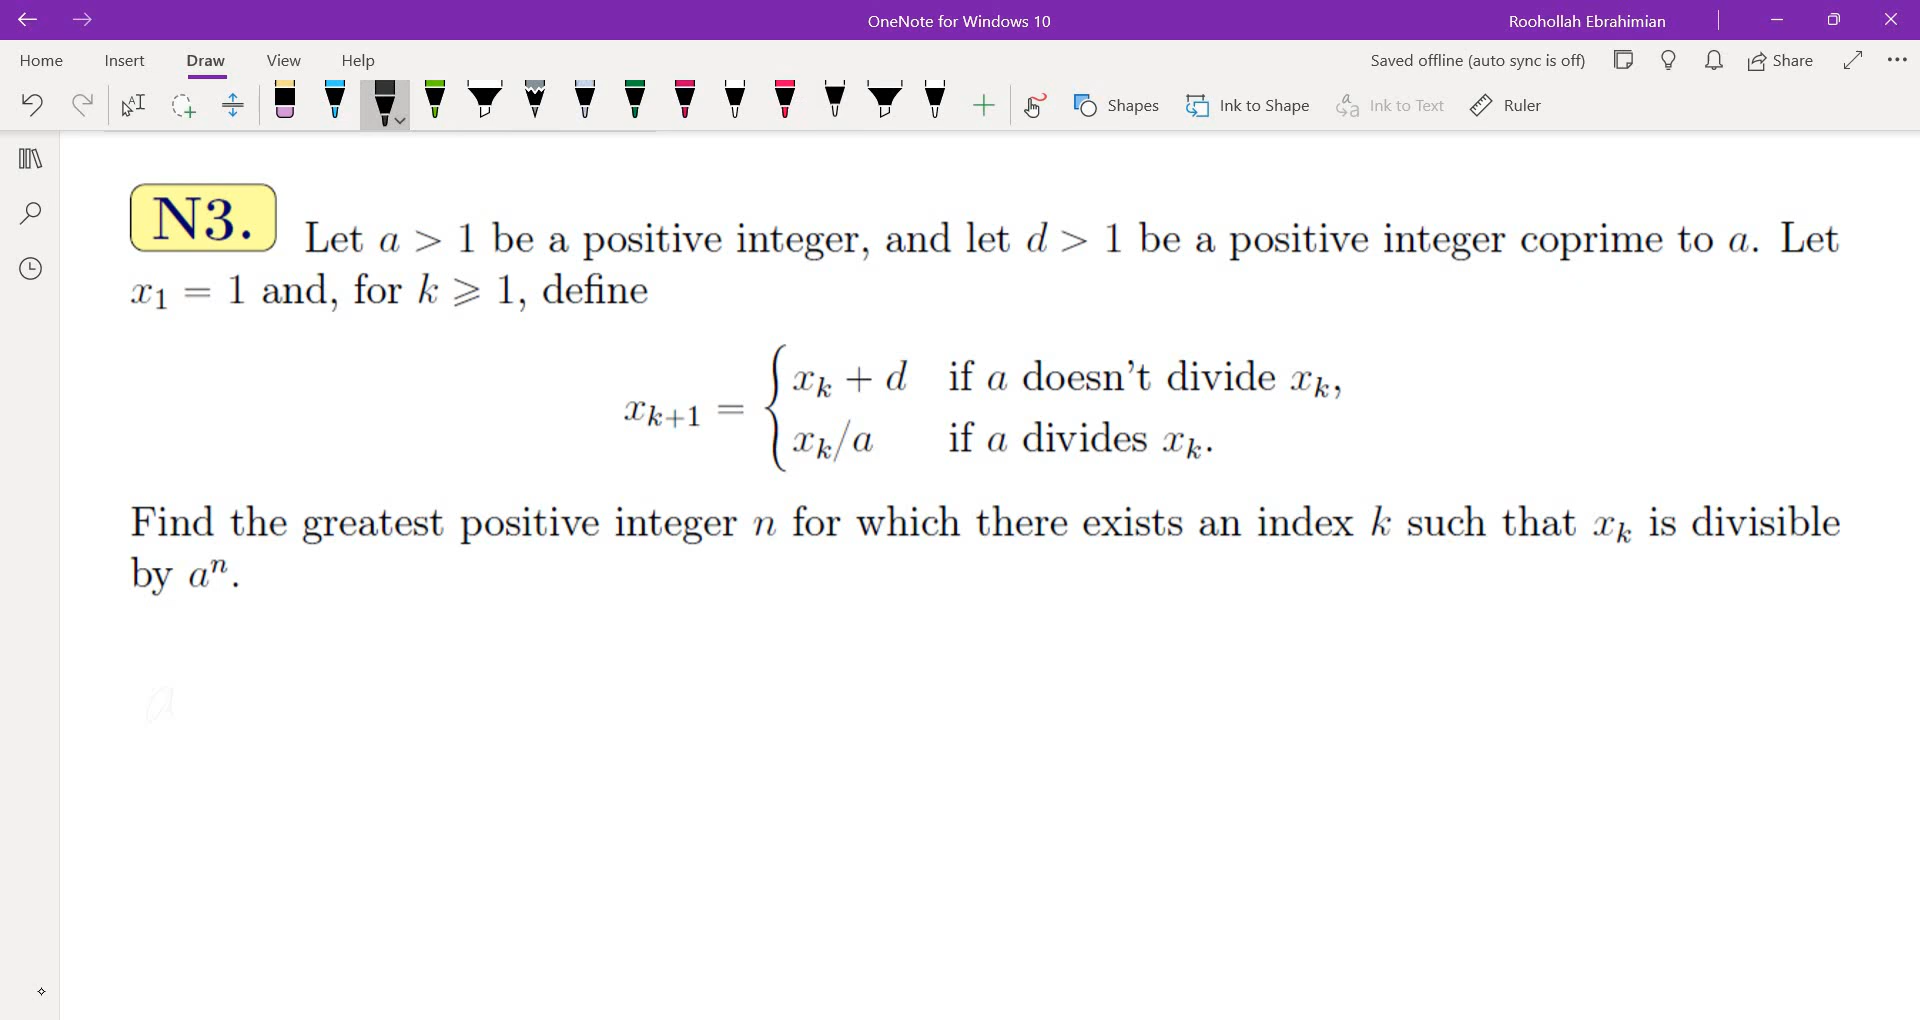 OneNote for Windows 10
Roohollah Ebrahimian
Home Insert Draw View Help
Saved offline (auto sync is off) Share
Shapes Ink to Shape Ink to Text Ruler
N3. Let a > 1 be a positive integer, and let d > 1 be a positive integer coprime to a. Let
x₁ = 1 and, for k ⩾ 1, define
xₖ₊₁ = { xₖ + d if a doesn't divide xₖ,
xₖ/a if a divides xₖ.
Find the greatest positive integer n for which there exists an index k such that xₖ is divisible
by aⁿ.
a